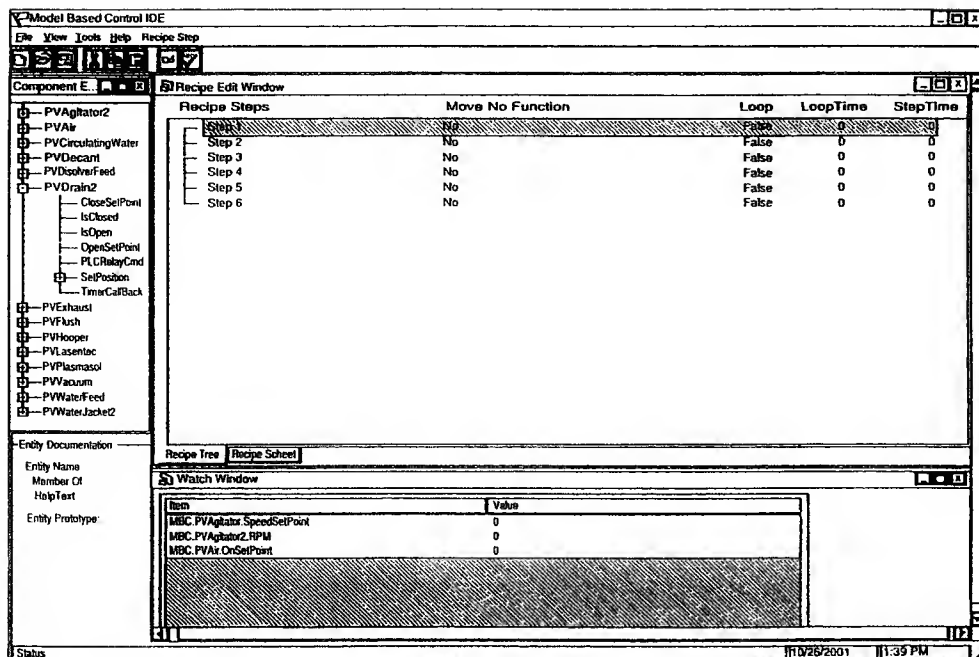 Model Based Control IDE
File View Tools Help Recipe Step
Component E...
PVAgitator2
PVAir
PVCirculatingWater
PVDecant
PVDisolverFeed
PVDrain2
CloseSetPoint
IsClosed
IsOpen
OpenSetPoint
PLCRelayCmd
SetPosition
TimerCallBack
PVExhaust
PVFlush
PVHooper
PVLasentec
PVPlasmasol
PVVacuum
PVWaterFeed
PVWaterJacket2
Entity Documentation
Entity Name
Member Of
HelpText
Entity Prototype:
Recipe Edit Window
Recipe Steps Move No Function Loop LoopTime StepTime
Step 1 No False 0 0
Step 2 No False 0 0
Step 3 No False 0 0
Step 4 No False 0 0
Step 5 No False 0 0
Step 6 No False 0 0
Recipe Tree Recipe Scheet
Watch Window
Item Value
MBC.PVAgitator.SpeedSetPoint 0
MBC.PVAgitator2.RPM 0
MBC.PVAir.OnSetPoint 0
Status 10/26/2001 1:39 PM